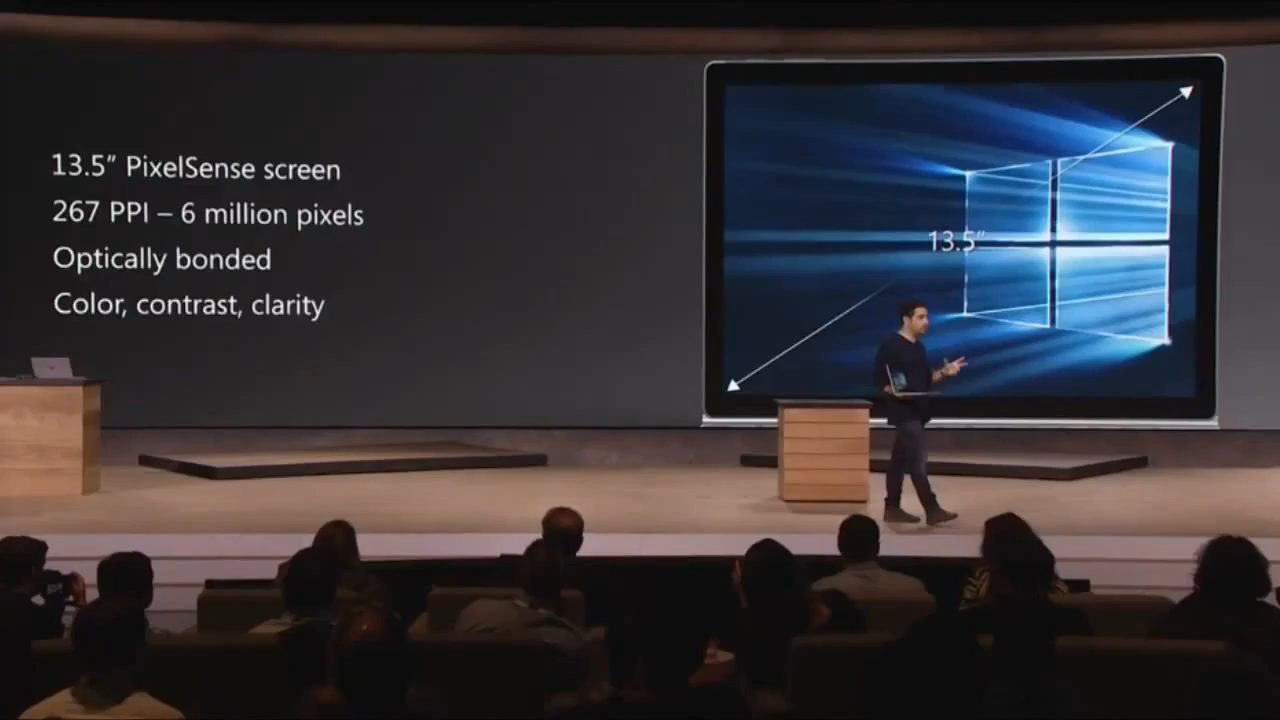 13.5″ PixelSense screen
267 PPI – 6 million pixels
Optically bonded
Color, contrast, clarity
13.5″